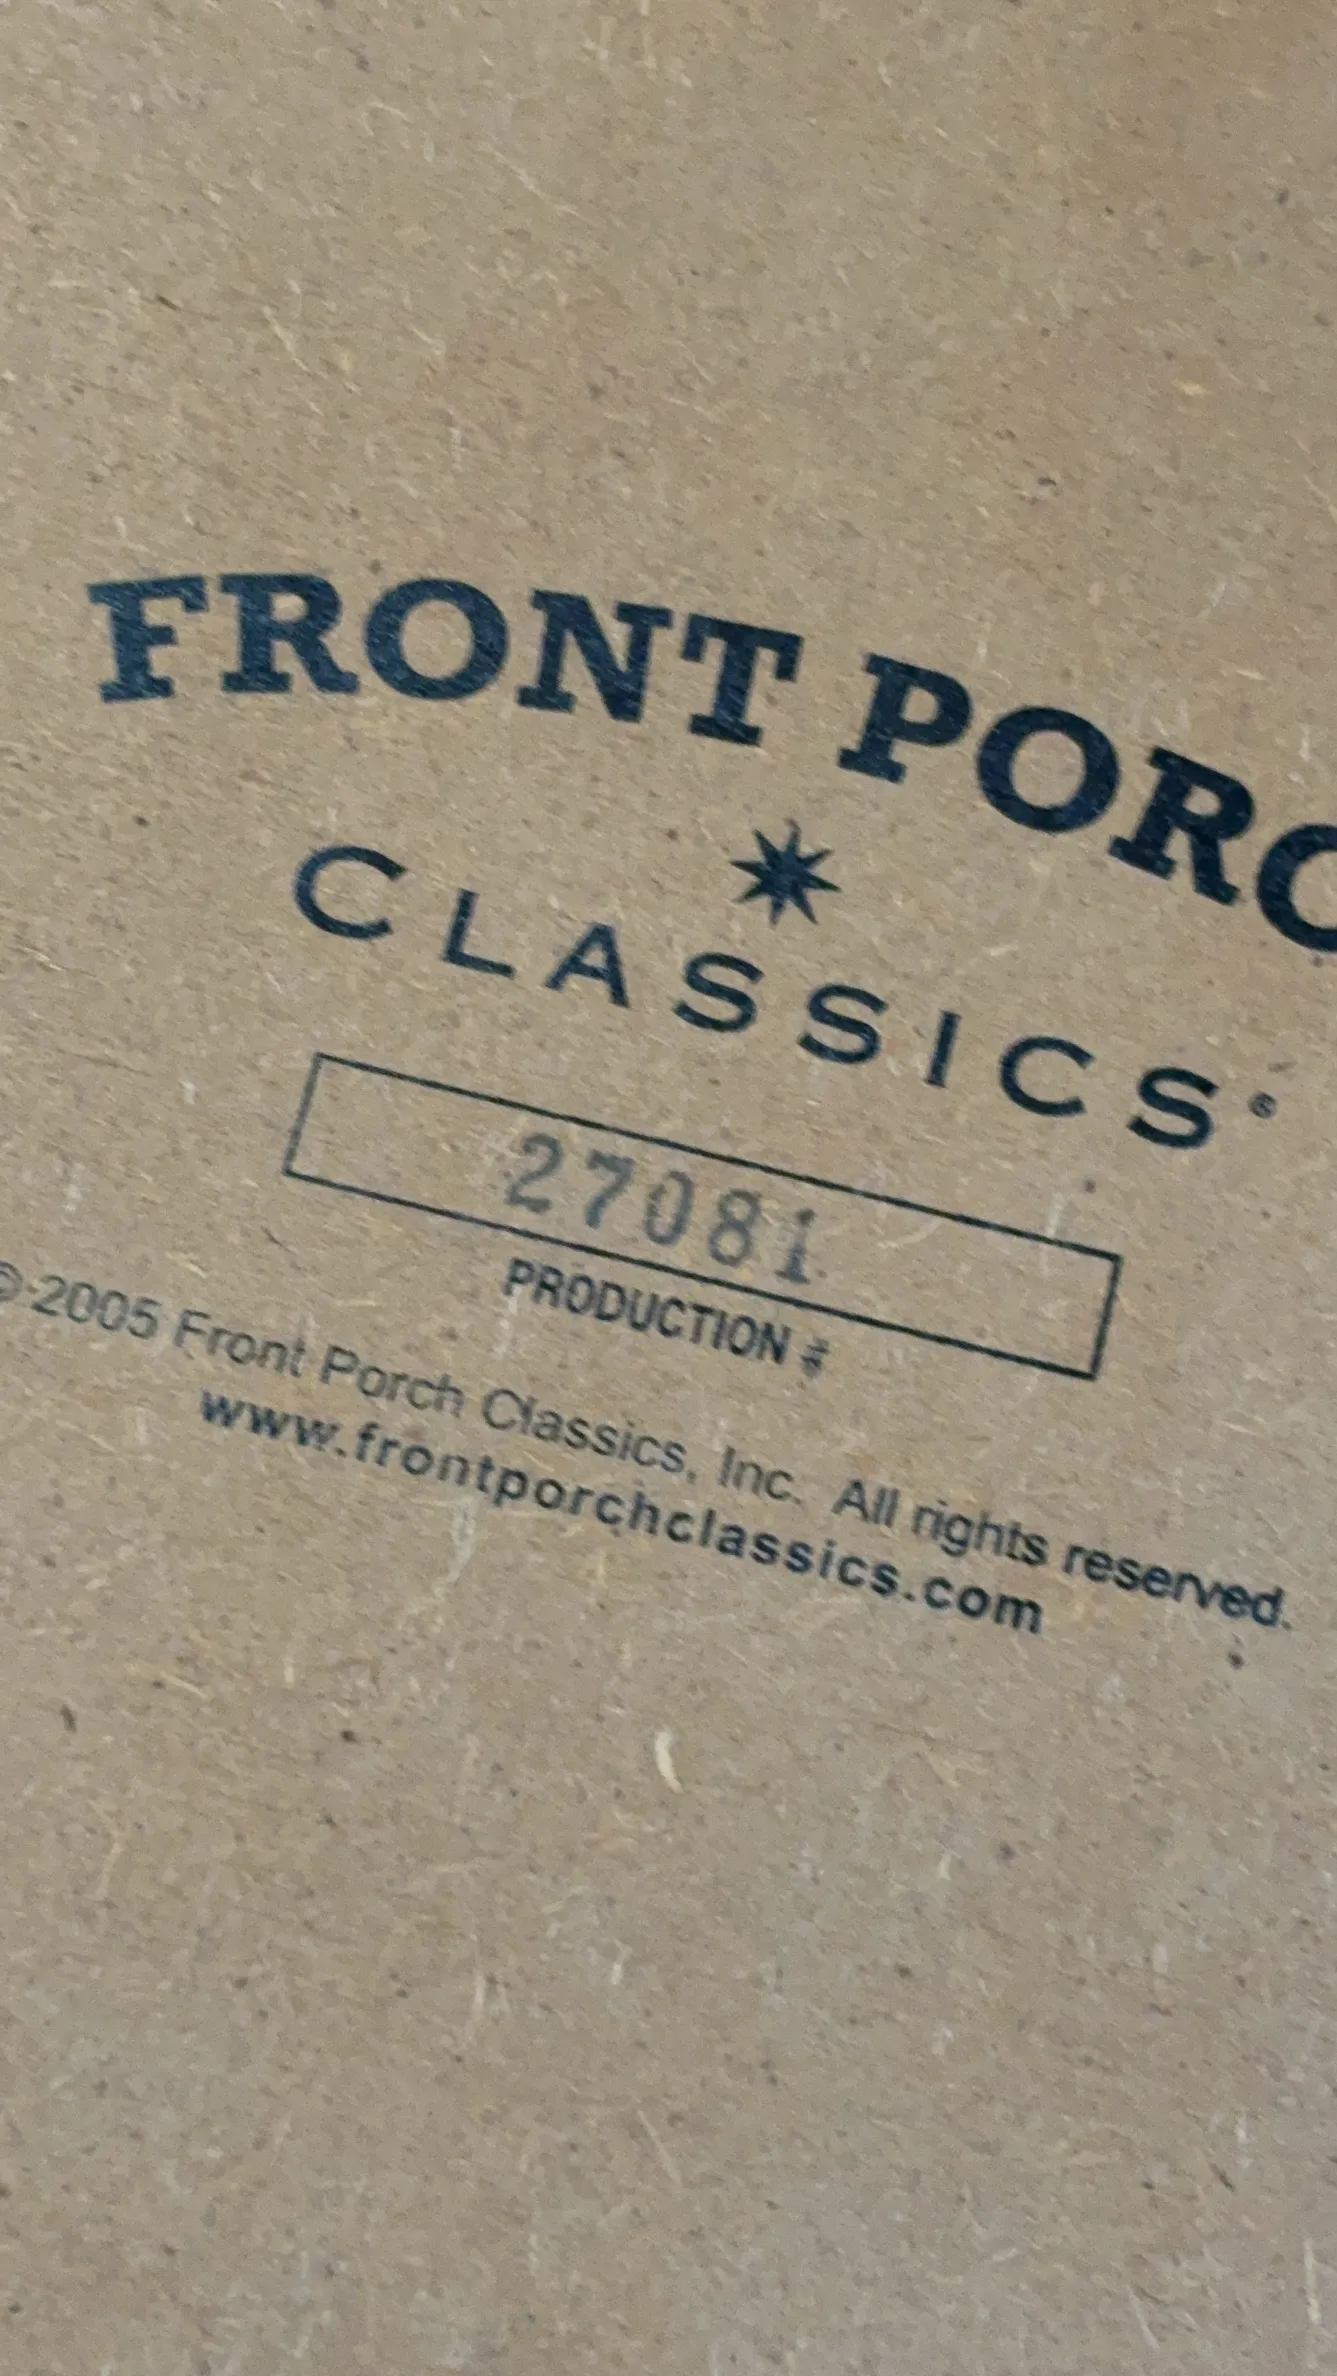 FRONT PORC
CLASSICS®
27081
PRODUCTION #
© 2005 Front Porch Classics, Inc. All rights reserved.
www.frontporchclassics.com